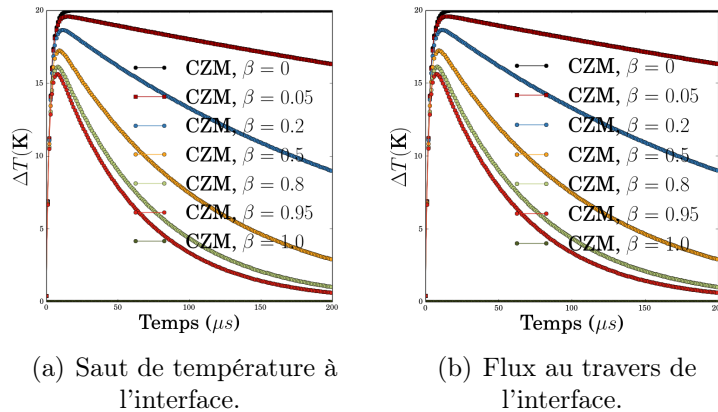 20
15
10
5
0
ΔT(K)
CZM, β = 0
CZM, β = 0.05
CZM, β = 0.2
CZM, β = 0.5
CZM, β = 0.8
CZM, β = 0.95
CZM, β = 1.0
0 50 100 150 200
Temps (μs)
(a) Saut de température à
l'interface.
20
15
10
5
0
ΔT(K)
CZM, β = 0
CZM, β = 0.05
CZM, β = 0.2
CZM, β = 0.5
CZM, β = 0.8
CZM, β = 0.95
CZM, β = 1.0
0 50 100 150 200
Temps (μs)
(b) Flux au travers de
l'interface.